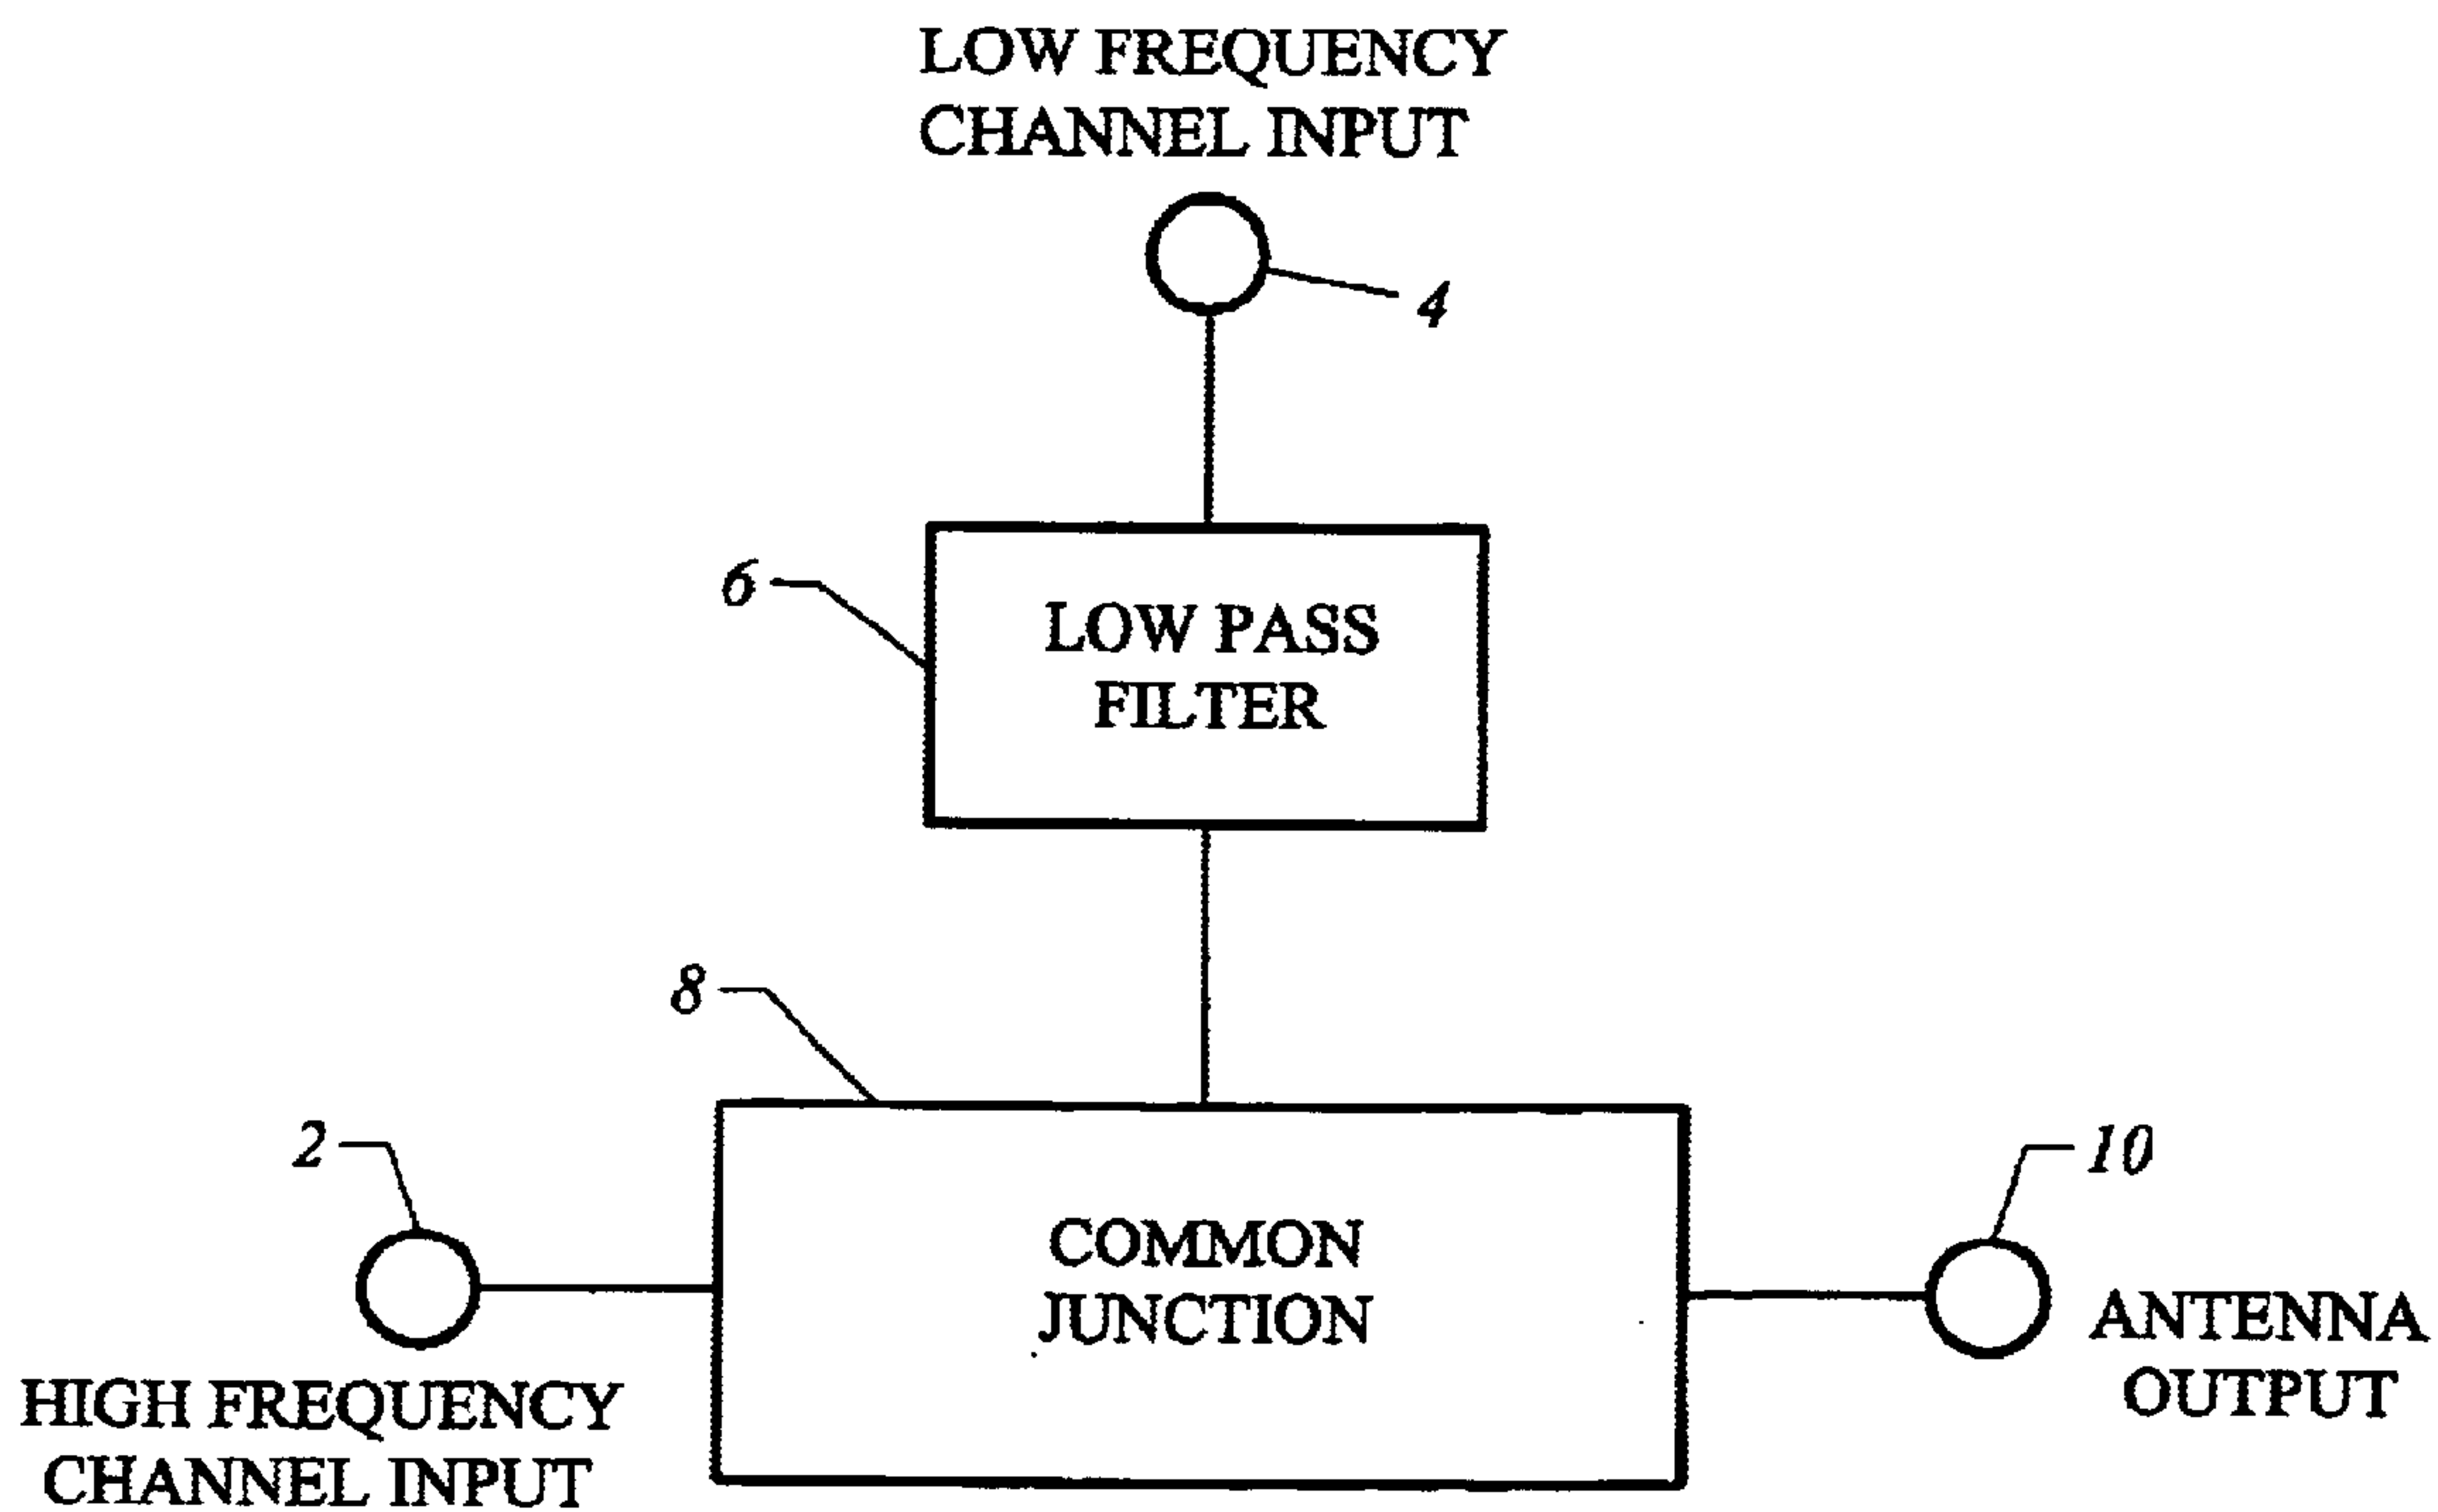 LOW FREQUENCY
CHANNEL INPUT
4
6
LOW PASS
FILTER
8
2
10
COMMON
JUNCTION
ANTENNA
OUTPUT
HIGH FREQUENCY
CHANNEL INPUT